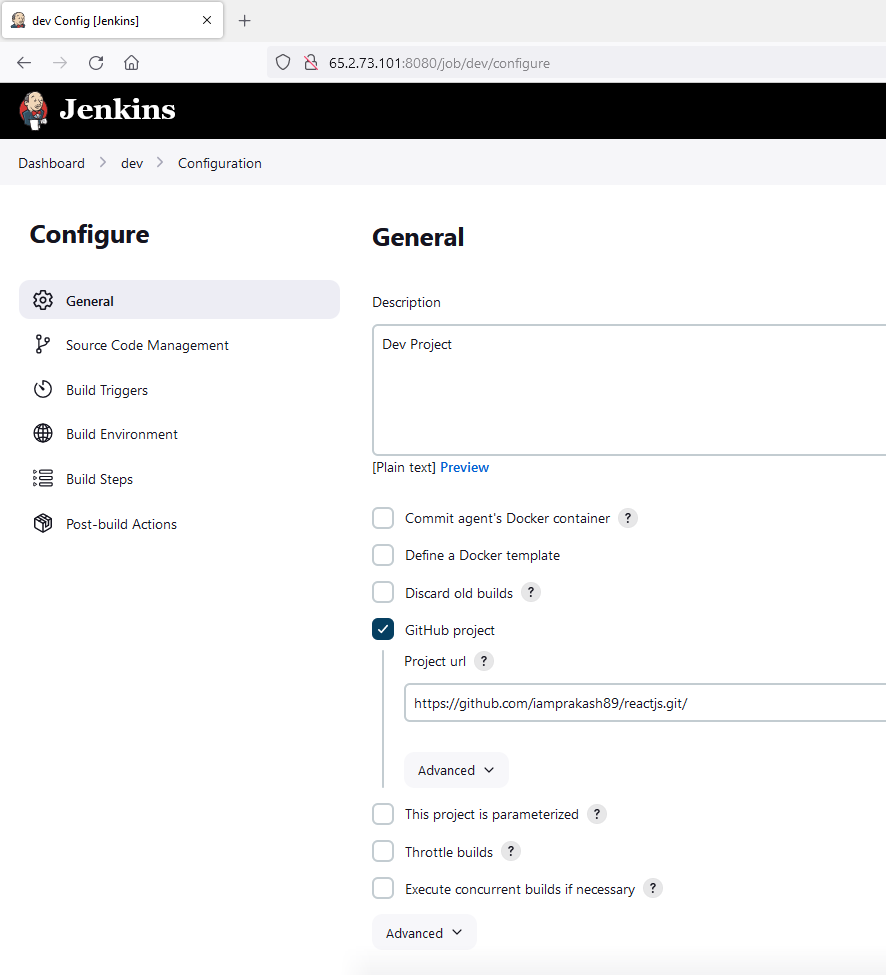 dev Config [Jenkins]
65.2.73.101:8080/job/dev/configure
Jenkins
Dashboard > dev > Configuration
Configure
General
Source Code Management
Build Triggers
Build Environment
Build Steps
Post-build Actions
General
Description
Dev Project
[Plain text] Preview
Commit agent's Docker container ?
Define a Docker template
Discard old builds ?
GitHub project
Project url ?
https://github.com/iamprakash89/reactjs.git/
Advanced
This project is parameterized ?
Throttle builds ?
Execute concurrent builds if necessary ?
Advanced